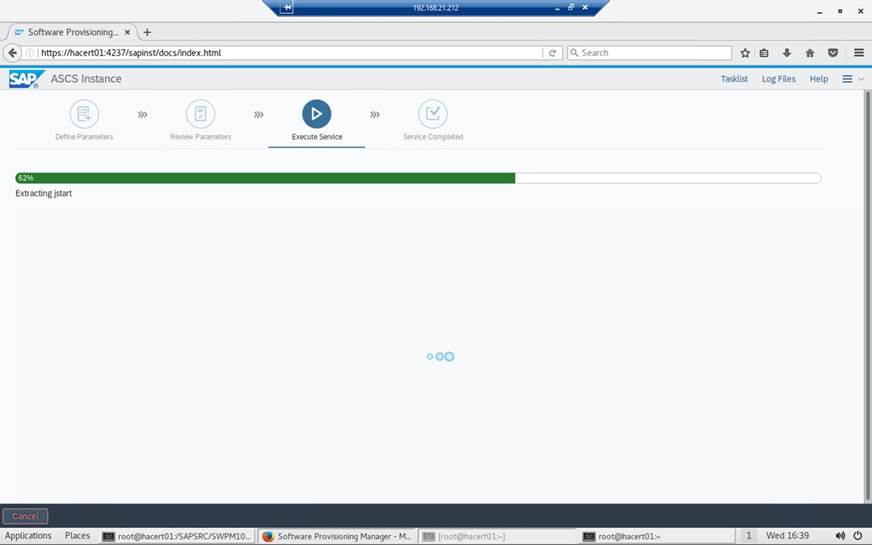 192.168.21.212
Software Provisioning... × +
https://hacert01:4237/sapinst/docs/index.html
Search
SAP ASCS Instance
Tasklist Log Files Help
Define Parameters
Review Parameters
Execute Service
Service Completed
62%
Extracting jstart
Cancel
Applications Places root@hacert01:/SAPSRC/SWPM10... Software Provisioning Manager - M... [root@hacert01:~] root@hacert01:~ 1 Wed 16:39